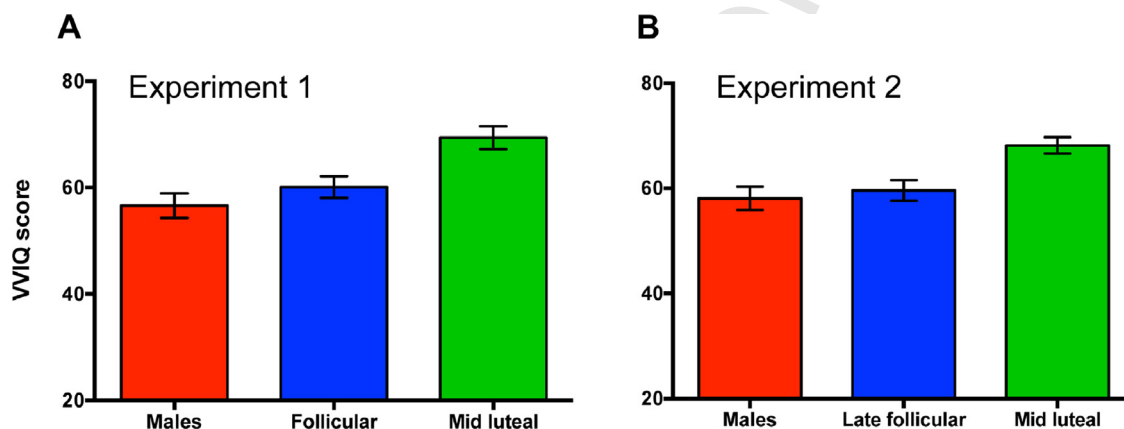 A
Experiment 1
VVIQ score
80
60
40
20
Males Follicular Mid luteal
B
Experiment 2
80
60
40
20
Males Late follicular Mid luteal